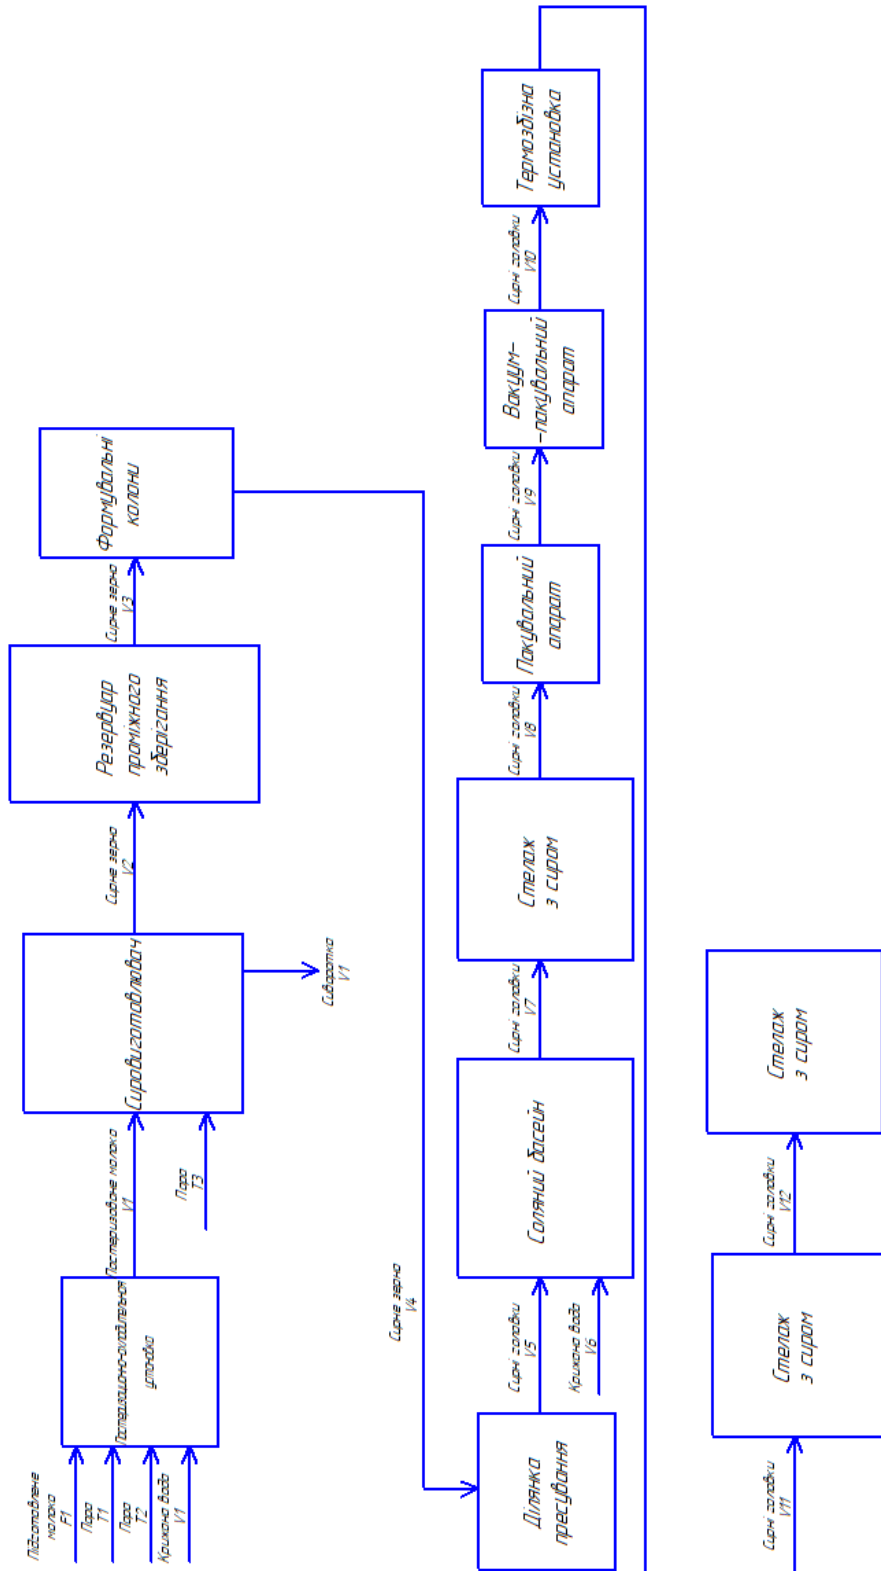 Підготовлене
молоко
F1
Пара
T1
Пара
T2
Крижана вода
V1
Пастеризационно-охладительная
установка
Пастеризоване молоко
V1
Пара
T3
Сировиготовлювач
Сироватка
V1
Сирне зерно
V2
Резервуар
проміжного
зберігання
Сирне зерно
V3
Формувальні
колони
Сирне зерно
V4
Ділянка
пресування
Сирні головки
V5
Крижана вода
V6
Соляний басейн
Сирні головки
V7
Стелаж
з сиром
Сирні головки
V8
Пакувальний
апарат
Сирні головки
V9
Вакуум-
-пакувальний
апарат
Сирні головки
V10
Термозбізна
установка
Сирні головки
V11
Стелаж
з сиром
Сирні головки
V12
Стелаж
з сиром